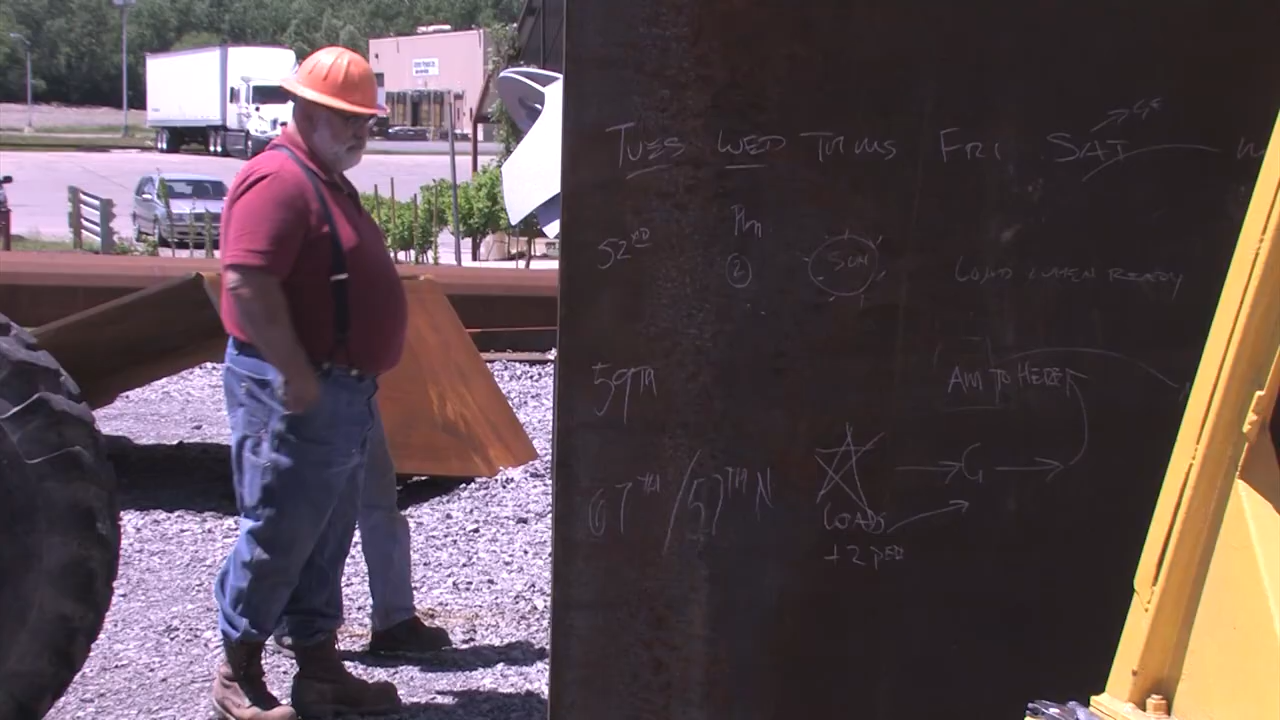 TUES WED THURS FRI SAT
52ND
Pm
2
SUN
LOAD WHEN READY
59TH
AM TO HERE
G
67TH / 57TH N
LOADS
+2 PED